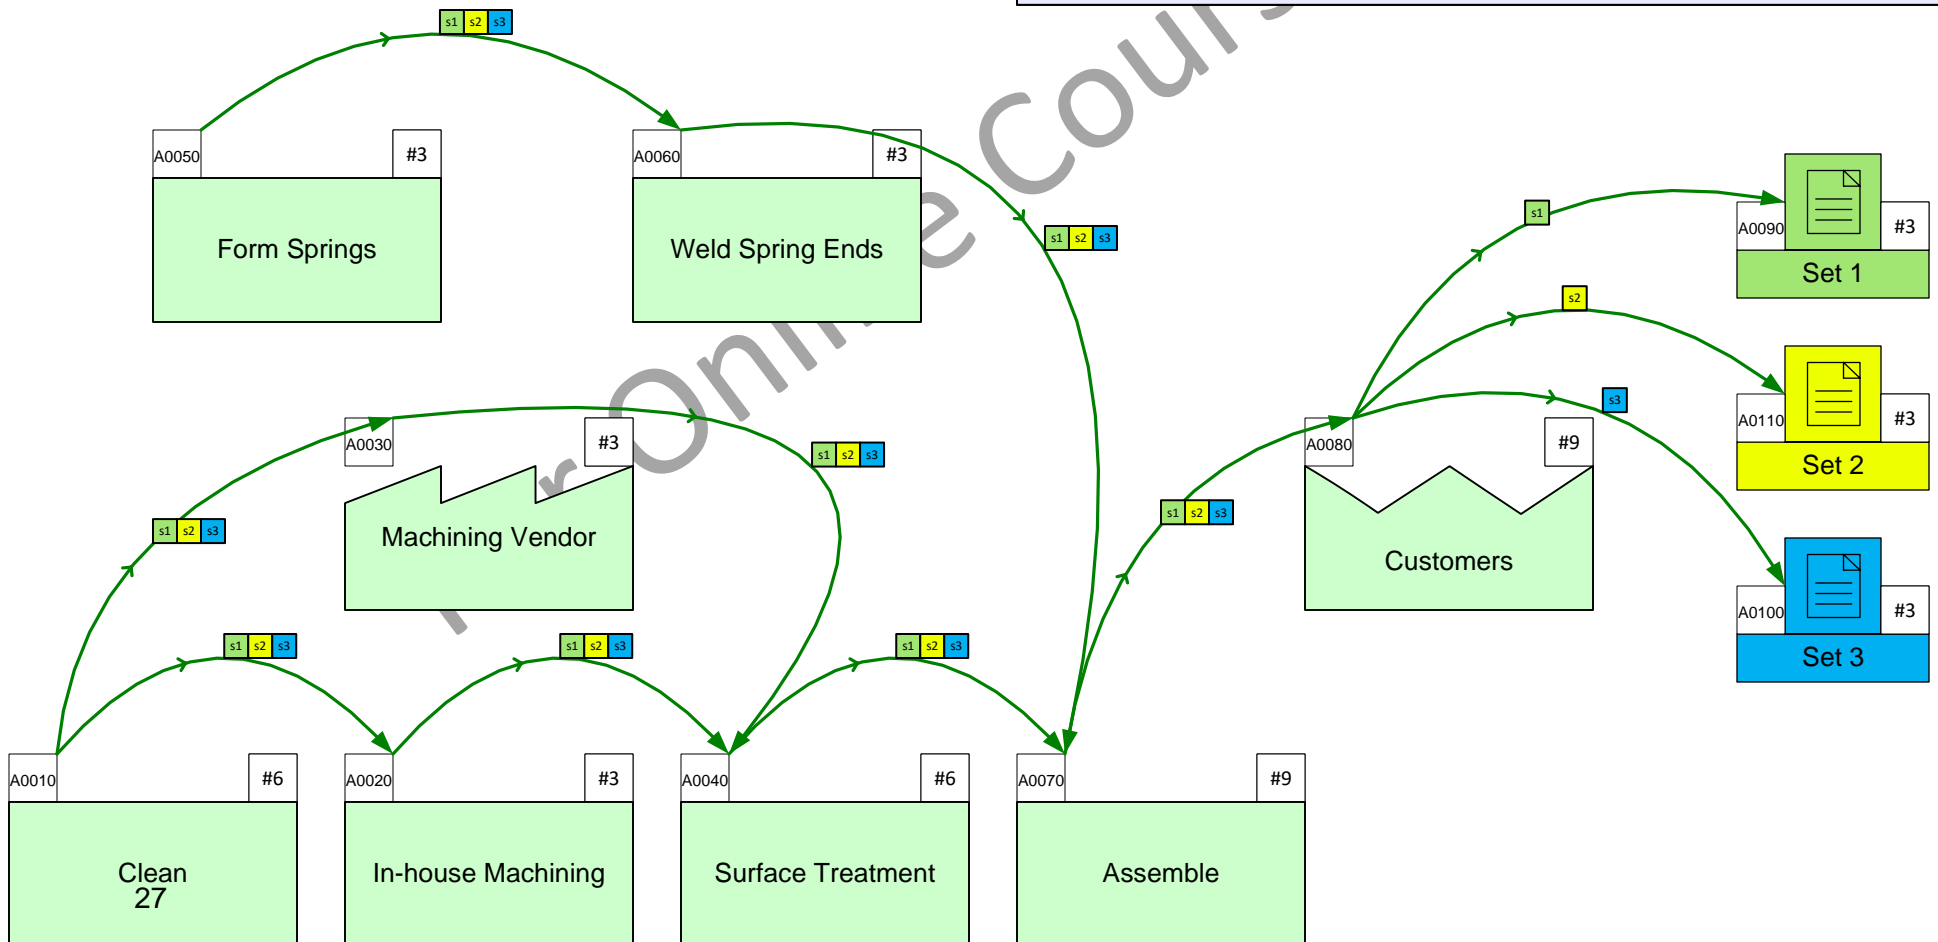 s1 s2 s3
A0050 #3
Form Springs
A0060 #3
Weld Spring Ends
s1 s2 s3
s1
A0090 #3
Set 1
s2
A0110 #3
Set 2
s3
A0100 #3
Set 3
A0030 #3
Machining Vendor
s1 s2 s3
s1 s2 s3
A0080 #9
Customers
s1 s2 s3
s1 s2 s3
s1 s2 s3
s1 s2 s3
A0010 #6
Clean
27
A0020 #3
In-house Machining
A0040 #6
Surface Treatment
A0070 #9
Assemble
Online